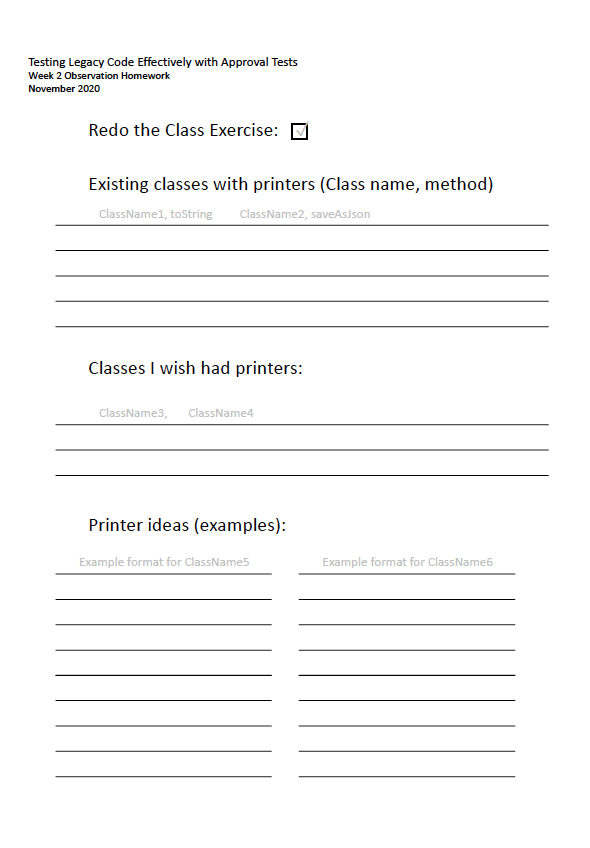 Testing Legacy Code Effectively with Approval Tests
Week 2 Observation Homework
November 2020
Redo the Class Exercise:
Existing classes with printers (Class name, method)
ClassName1, toString ClassName2, saveAsJson
Classes I wish had printers:
ClassName3, ClassName4
Printer ideas (examples):
Example format for ClassName5 Example format for ClassName6